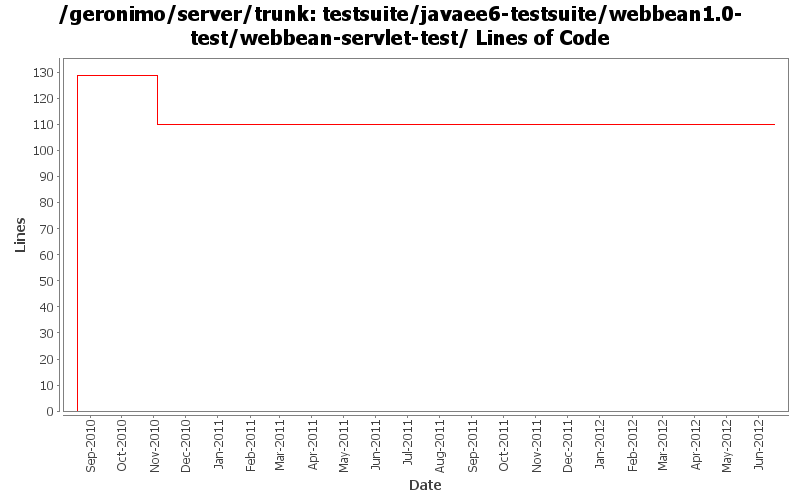 /geronimo/server/trunk: testsuite/javaee6-testsuite/webbean1.0-
test/webbean-servlet-test/ Lines of Code
130
120
110
100
90
80
70
60
50
40
30
20
10
0
Lines
Sep-2010
Oct-2010
Nov-2010
Dec-2010
Jan-2011
Feb-2011
Mar-2011
Apr-2011
May-2011
Jun-2011
Jul-2011
Aug-2011
Sep-2011
Oct-2011
Nov-2011
Dec-2011
Jan-2012
Feb-2012
Mar-2012
Apr-2012
May-2012
Jun-2012
Date